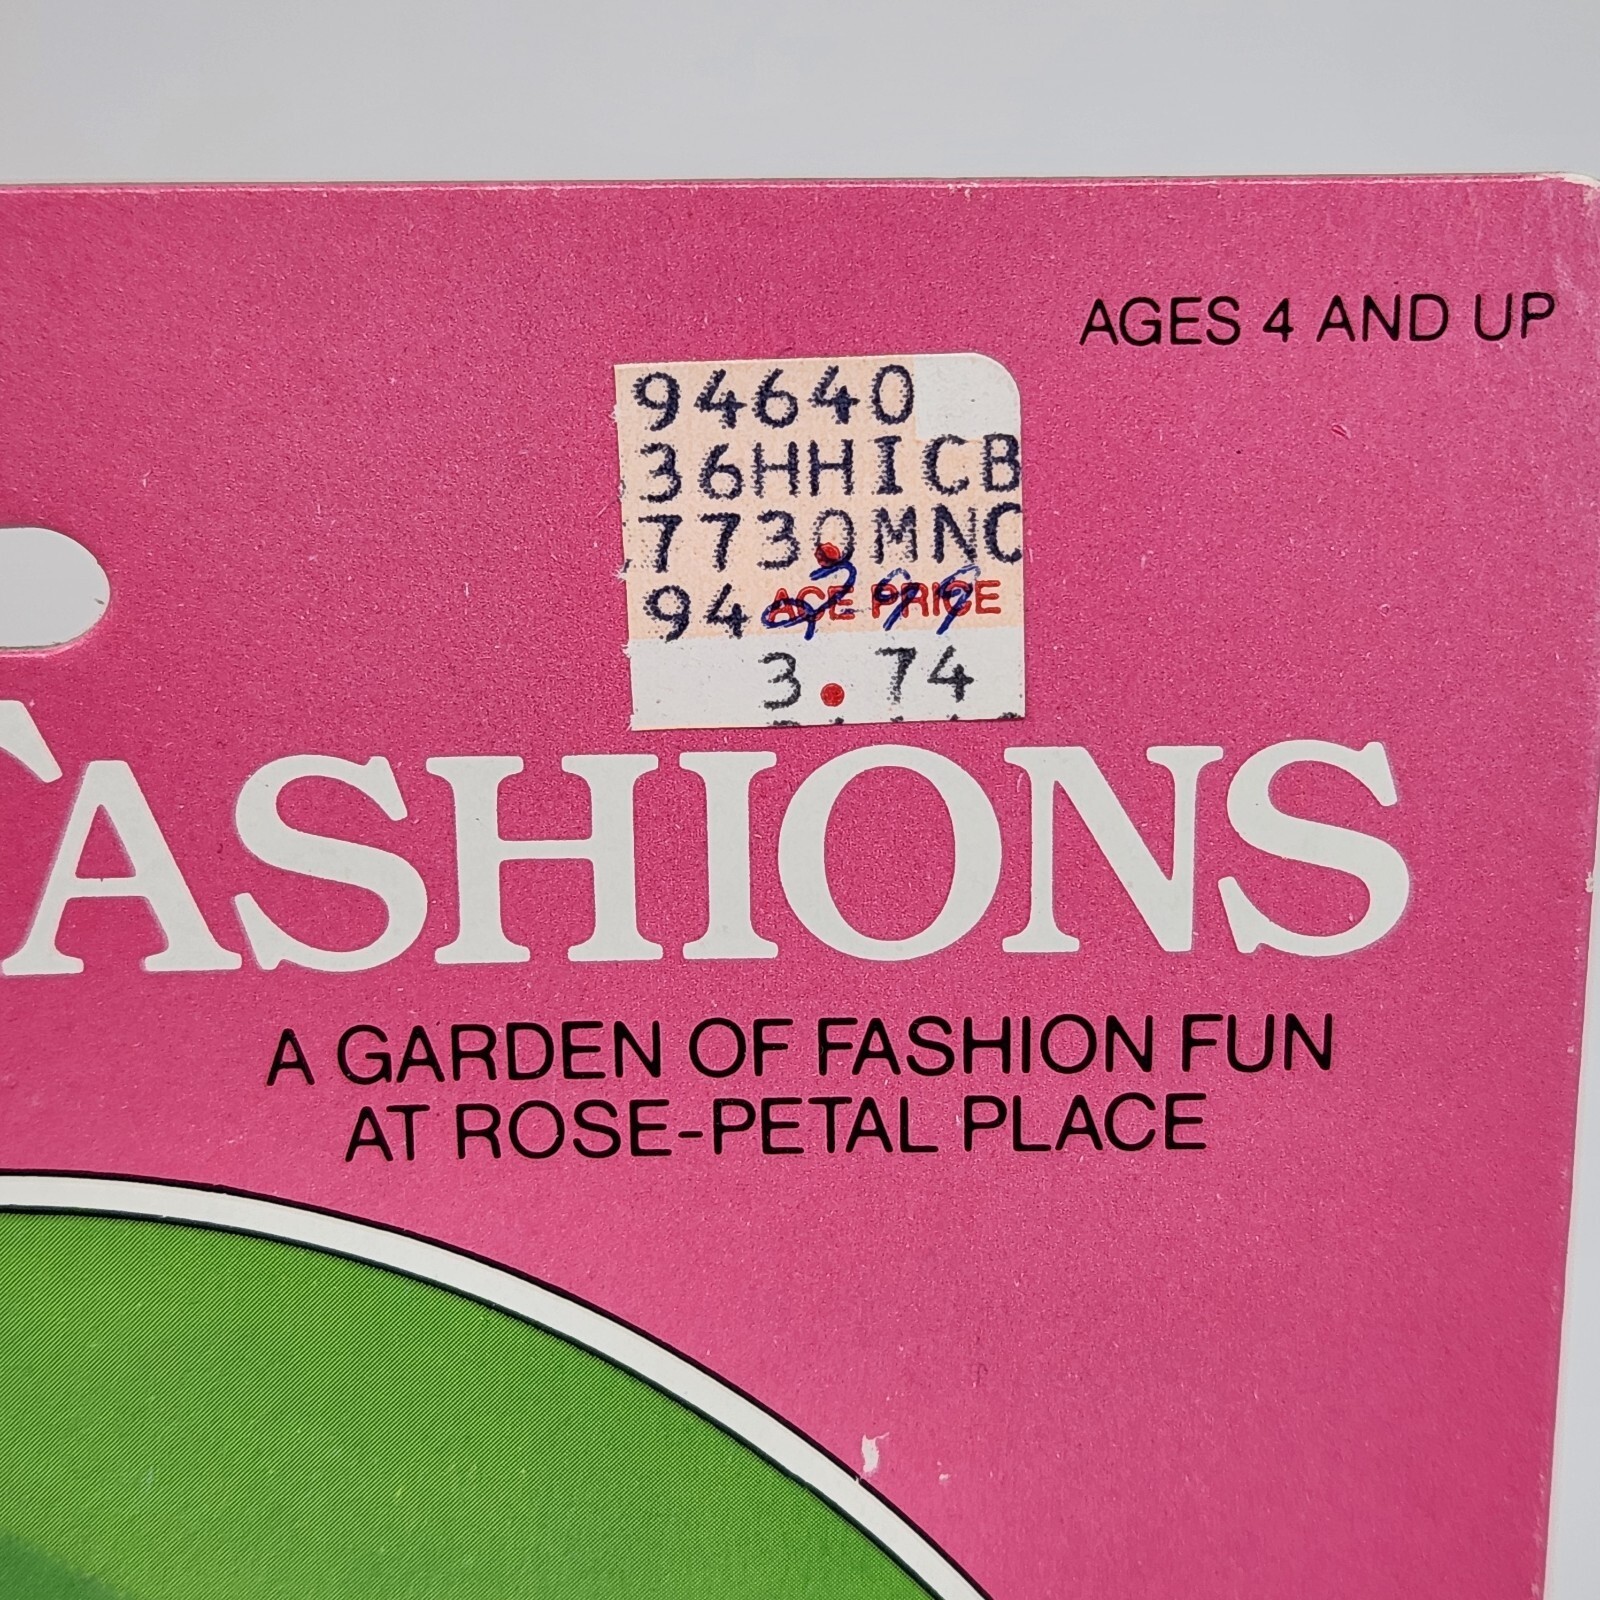 AGES 4 AND UP
94640
36HHICB
7730MNC
94 ACE PRICE
3.74
FASHIONS
A GARDEN OF FASHION FUN
AT ROSE-PETAL PLACE